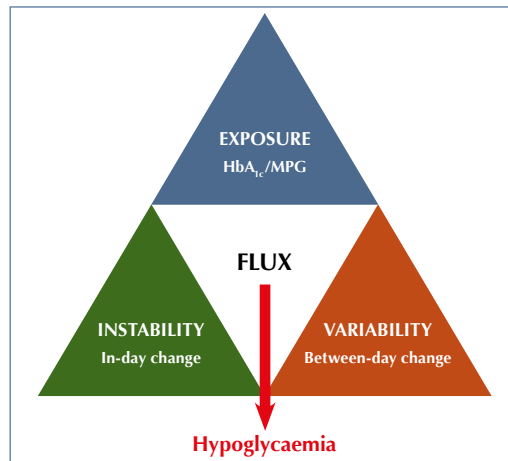 EXPOSURE
HbA1c/MPG
FLUX
INSTABILITY
In-day change
VARIABILITY
Between-day change
Hypoglycaemia